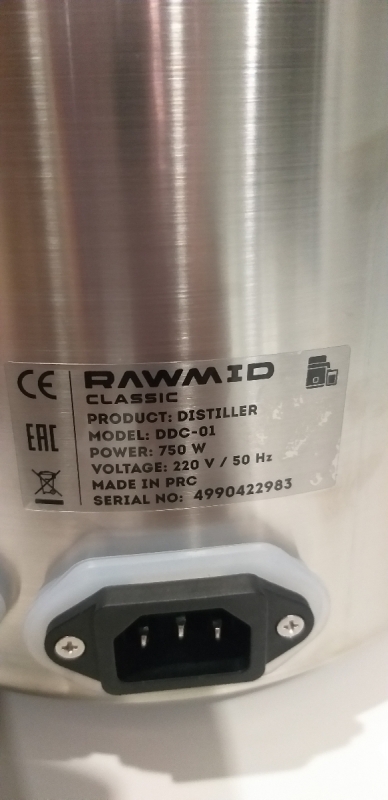 CE
RAWMID
CLASSIC
EAC
PRODUCT: DISTILLER
MODEL: DDC-01
POWER: 750 W
VOLTAGE: 220 V / 50 Hz
MADE IN PRC
SERIAL NO: 4990422983